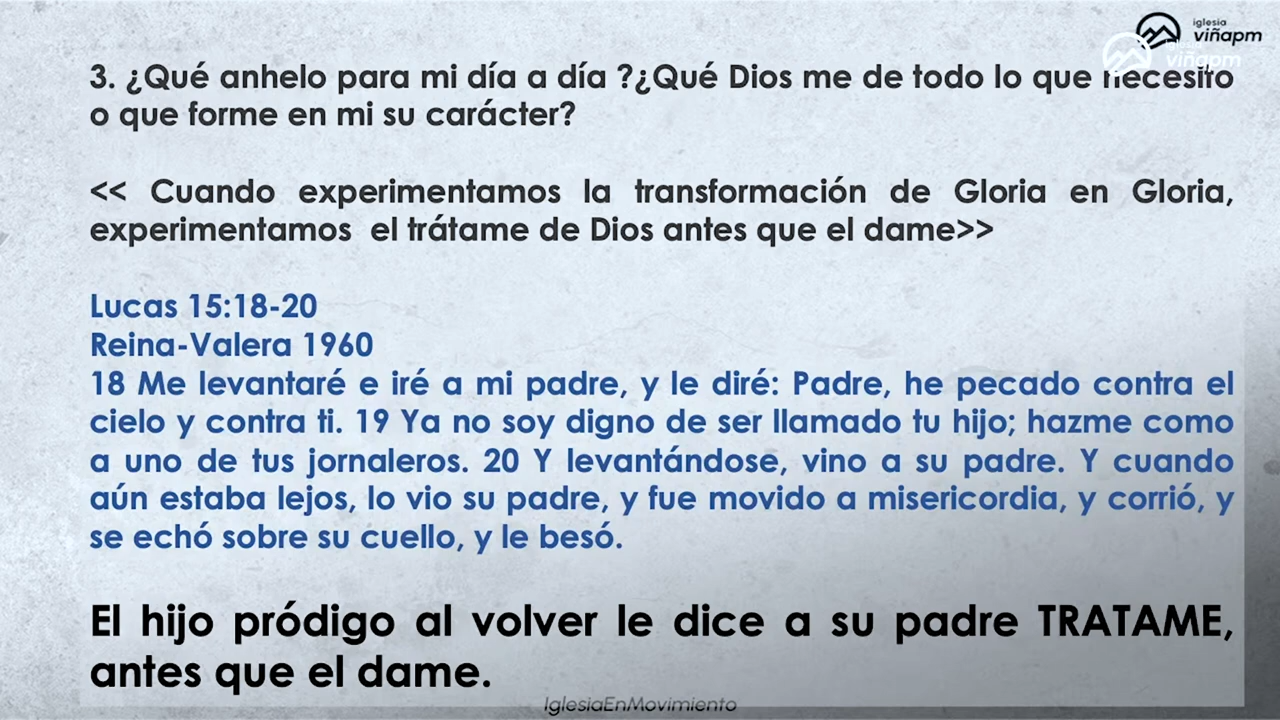 iglesia
viñapm
3. ¿Qué anhelo para mi día a día ?¿Qué Dios me de todo lo que necesito
o que forme en mi su carácter?
<< Cuando experimentamos la transformación de Gloria en Gloria,
experimentamos el trátame de Dios antes que el dame>>
Lucas 15:18-20
Reina-Valera 1960
18 Me levantaré e iré a mi padre, y le diré: Padre, he pecado contra el
cielo y contra ti. 19 Ya no soy digno de ser llamado tu hijo; hazme como
a uno de tus jornaleros. 20 Y levantándose, vino a su padre. Y cuando
aún estaba lejos, lo vio su padre, y fue movido a misericordia, y corrió, y
se echó sobre su cuello, y le besó.
El hijo pródigo al volver le dice a su padre TRATAME,
antes que el dame.
IglesiaEnMovimiento